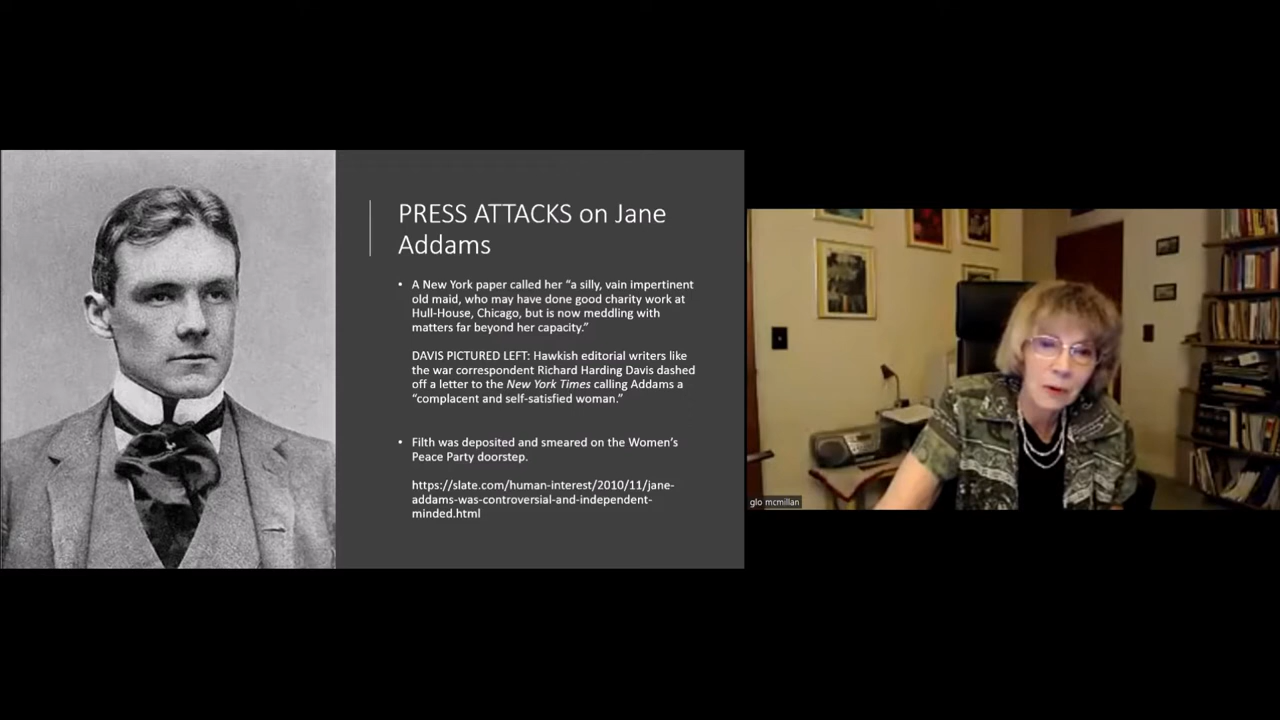 PRESS ATTACKS on Jane
Addams
• A New York paper called her “a silly, vain impertinent
old maid, who may have done good charity work at
Hull-House, Chicago, but is now meddling with
matters far beyond her capacity.”
DAVIS PICTURED LEFT: Hawkish editorial writers like
the war correspondent Richard Harding Davis dashed
off a letter to the New York Times calling Addams a
“complacent and self-satisfied woman.”
• Filth was deposited and smeared on the Women’s
Peace Party doorstep.
https://slate.com/human-interest/2010/11/jane-
addams-was-controversial-and-independent-
minded.html
glo mcmillan